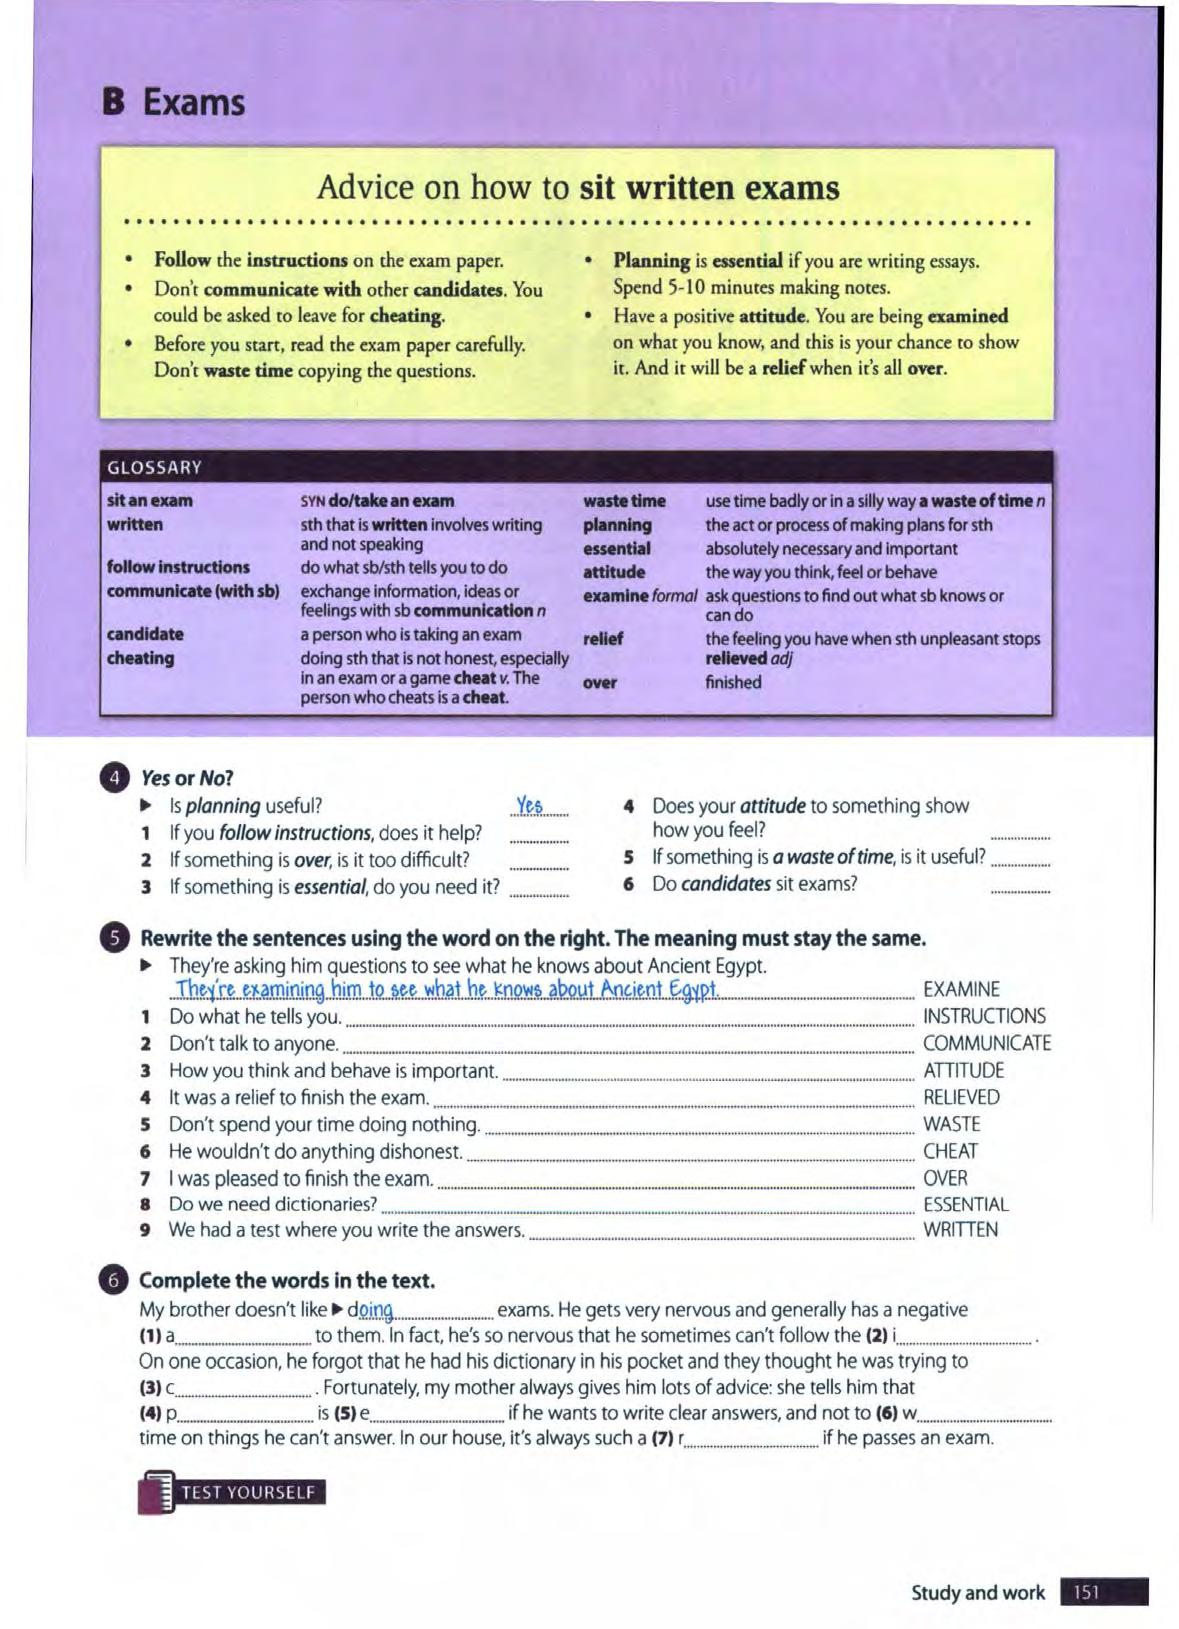 B Exams
Advice on how to sit written exams
• Follow the instructions on the exam paper.
• Don't communicate with other candidates. You
could be asked to leave for cheating.
• Before you start, read the exam paper carefully.
Don't waste time copying the questions.
• Planning is essential if you are writing essays.
Spend 5-10 minutes making notes.
• Have a positive attitude. You are being examined
on what you know, and this is your chance to show
it. And it will be a relief when it's all over.
GLOSSARY
sit an exam SYN do/take an exam
written sth that is written involves writing
and not speaking
follow instructions do what sb/sth tells you to do
communicate (with sb) exchange information, ideas or
feelings with sb communication n
candidate a person who is taking an exam
cheating doing sth that is not honest, especially
in an exam or a game cheat v. The
person who cheats is a cheat.
waste time use time badly or in a silly way a waste of time n
planning the act or process of making plans for sth
essential absolutely necessary and important
attitude the way you think, feel or behave
examine formal ask questions to find out what sb knows or
can do
relief the feeling you have when sth unpleasant stops
relieved adj
over finished
4 Yes or No?
► Is planning useful? Yes
1 If you follow instructions, does it help?
2 If something is over, is it too difficult?
3 If something is essential, do you need it?
4 Does your attitude to something show
how you feel?
5 If something is a waste of time, is it useful?
6 Do candidates sit exams?
5 Rewrite the sentences using the word on the right. The meaning must stay the same.
► They're asking him questions to see what he knows about Ancient Egypt.
They're examining him to see what he knows about Ancient Egypt. EXAMINE
1 Do what he tells you. INSTRUCTIONS
2 Don't talk to anyone. COMMUNICATE
3 How you think and behave is important. ATTITUDE
4 It was a relief to finish the exam. RELIEVED
5 Don't spend your time doing nothing. WASTE
6 He wouldn't do anything dishonest. CHEAT
7 I was pleased to finish the exam. OVER
8 Do we need dictionaries? ESSENTIAL
9 We had a test where you write the answers. WRITTEN
6 Complete the words in the text.
My brother doesn't like ► doing exams. He gets very nervous and generally has a negative
(1) a to them. In fact, he's so nervous that he sometimes can't follow the (2) i .
On one occasion, he forgot that he had his dictionary in his pocket and they thought he was trying to
(3) c . Fortunately, my mother always gives him lots of advice: she tells him that
(4) p is (5) e if he wants to write clear answers, and not to (6) w
time on things he can't answer. In our house, it's always such a (7) r if he passes an exam.
TEST YOURSELF
Study and work 151